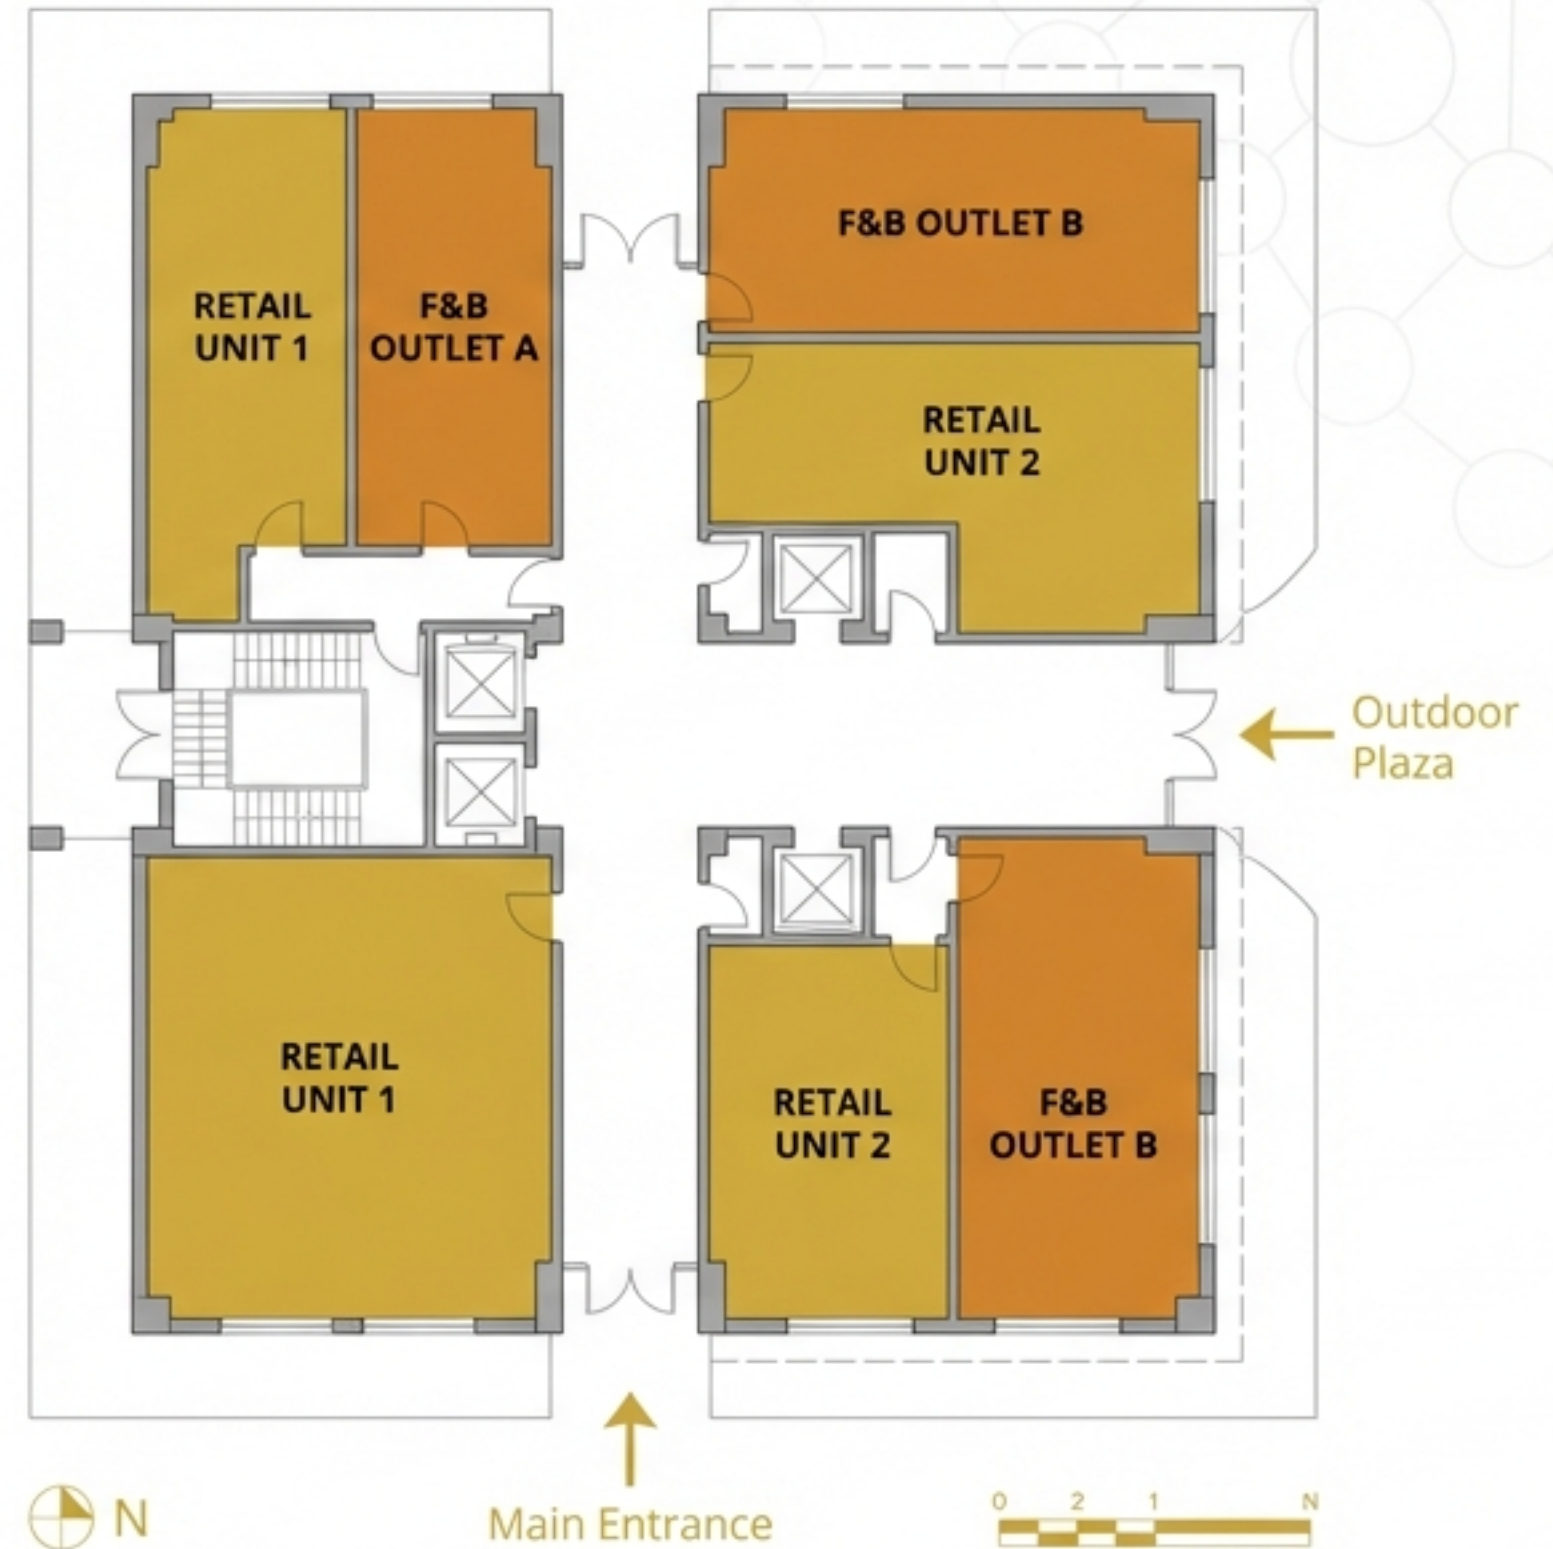 F&B OUTLET B
RETAIL
UNIT 1
F&B
OUTLET A
RETAIL
UNIT 2
Outdoor
Plaza
RETAIL
UNIT 1
RETAIL
UNIT 2
F&B
OUTLET B
N
Main Entrance
0 2 1 N